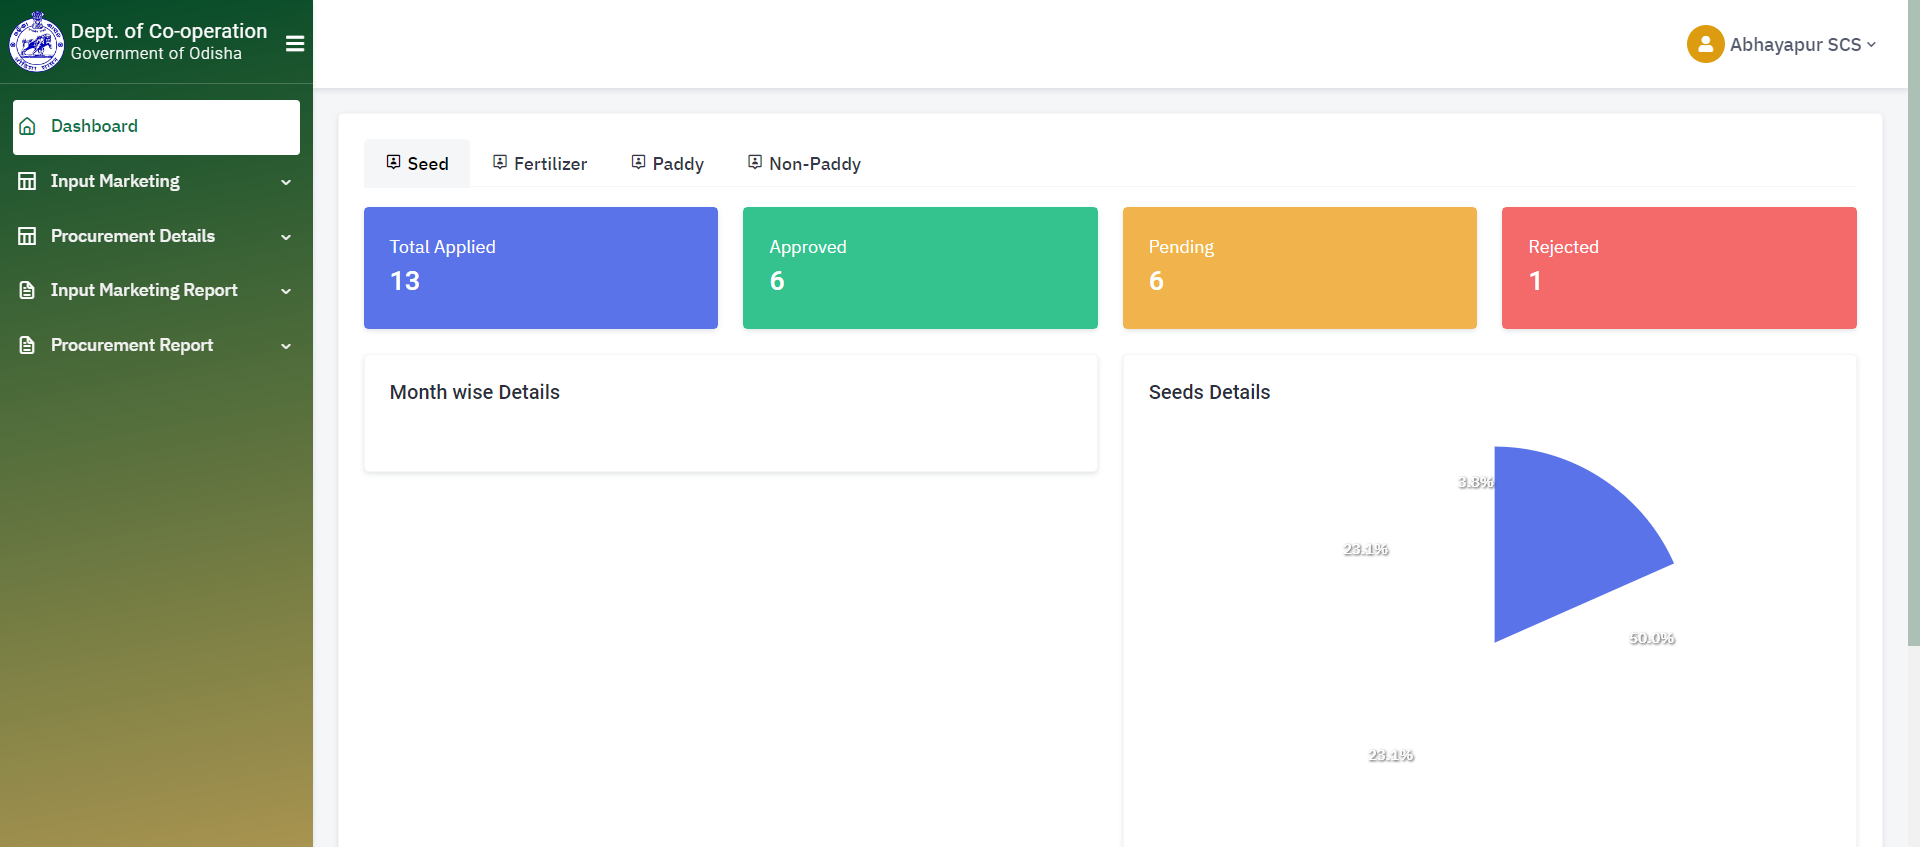 Dept. of Co-operation
Government of Odisha
Abhayapur SCS
Dashboard
Input Marketing
Procurement Details
Input Marketing Report
Procurement Report
Seed
Fertilizer
Paddy
Non-Paddy
Total Applied
13
Approved
6
Pending
6
Rejected
1
Month wise Details
Seeds Details
3.8%
23.1%
50.0%
23.1%